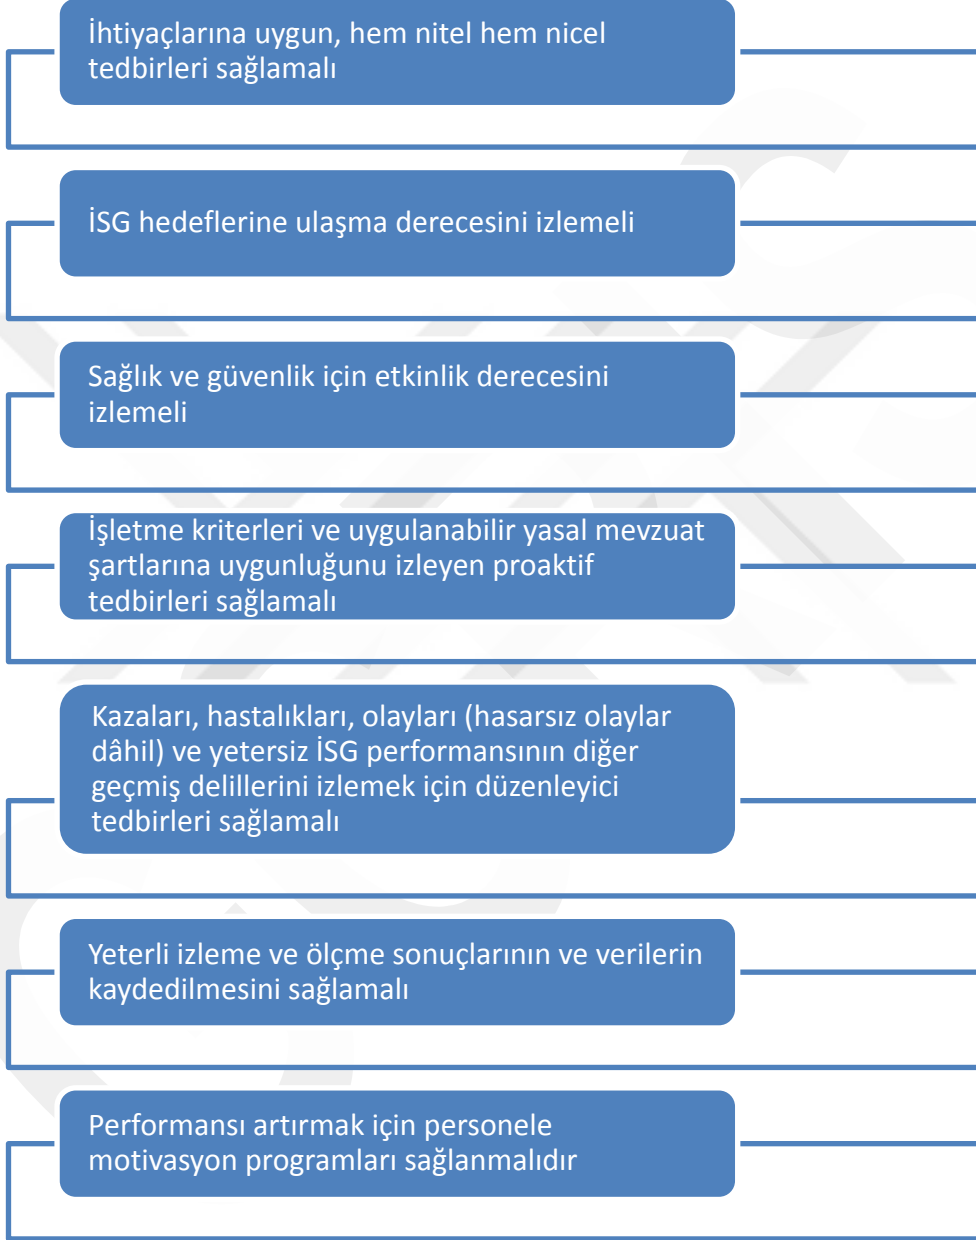 İhtiyaçlarına uygun, hem nitel hem nicel
tedbirleri sağlamalı
İSG hedeflerine ulaşma derecesini izlemeli
Sağlık ve güvenlik için etkinlik derecesini
izlemeli
İşletme kriterleri ve uygulanabilir yasal mevzuat
şartlarına uygunluğunu izleyen proaktif
tedbirleri sağlamalı
Kazaları, hastalıkları, olayları (hasarsız olaylar
dâhil) ve yetersiz İSG performansının diğer
geçmiş delillerini izlemek için düzenleyici
tedbirleri sağlamalı
Yeterli izleme ve ölçme sonuçlarının ve verilerin
kaydedilmesini sağlamalı
Performansı artırmak için personele
motivasyon programları sağlanmalıdır